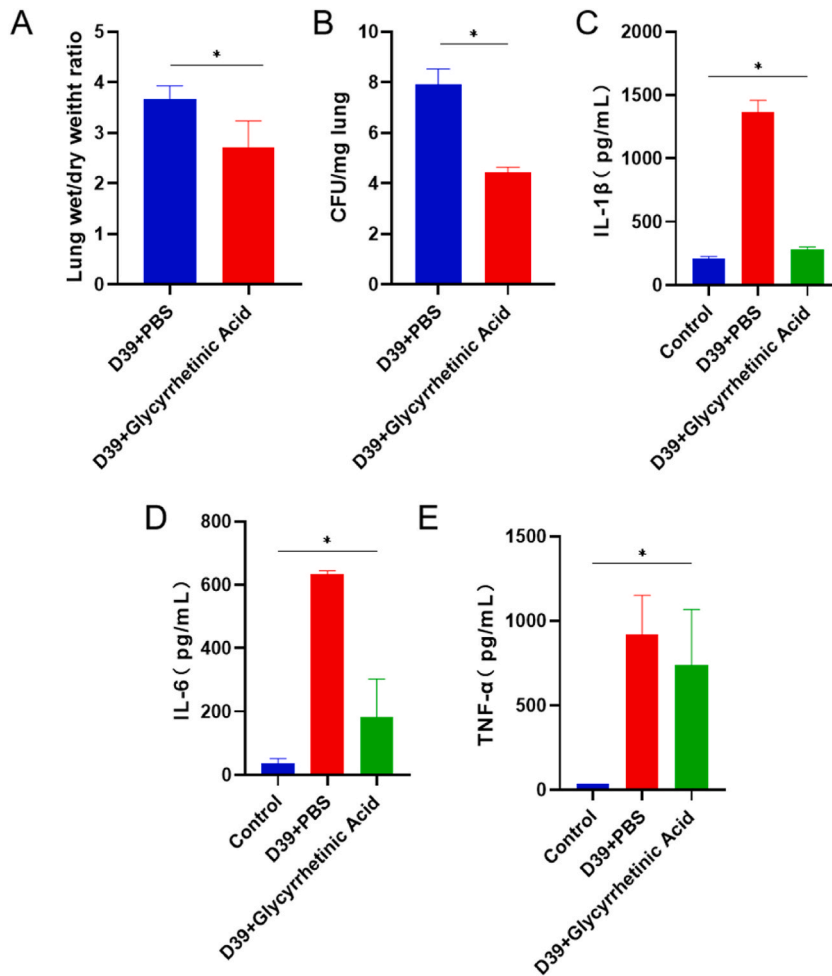 A
Lung wet/dry weitht ratio
5
4
3
2
1
0
*
D39+PBS
D39+Glycyrrhetinic Acid
B
CFU/mg lung
10
8
6
4
2
0
*
D39+PBS
D39+Glycyrrhetinic Acid
C
IL-1β ( pg/mL )
2000
1500
1000
500
0
*
Control
D39+PBS
D39+Glycyrrhetinic Acid
D
IL-6 ( pg/mL )
800
600
400
200
0
*
Control
D39+PBS
D39+Glycyrrhetinic Acid
E
TNF-α ( pg/mL )
1500
1000
500
0
*
Control
D39+PBS
D39+Glycyrrhetinic Acid